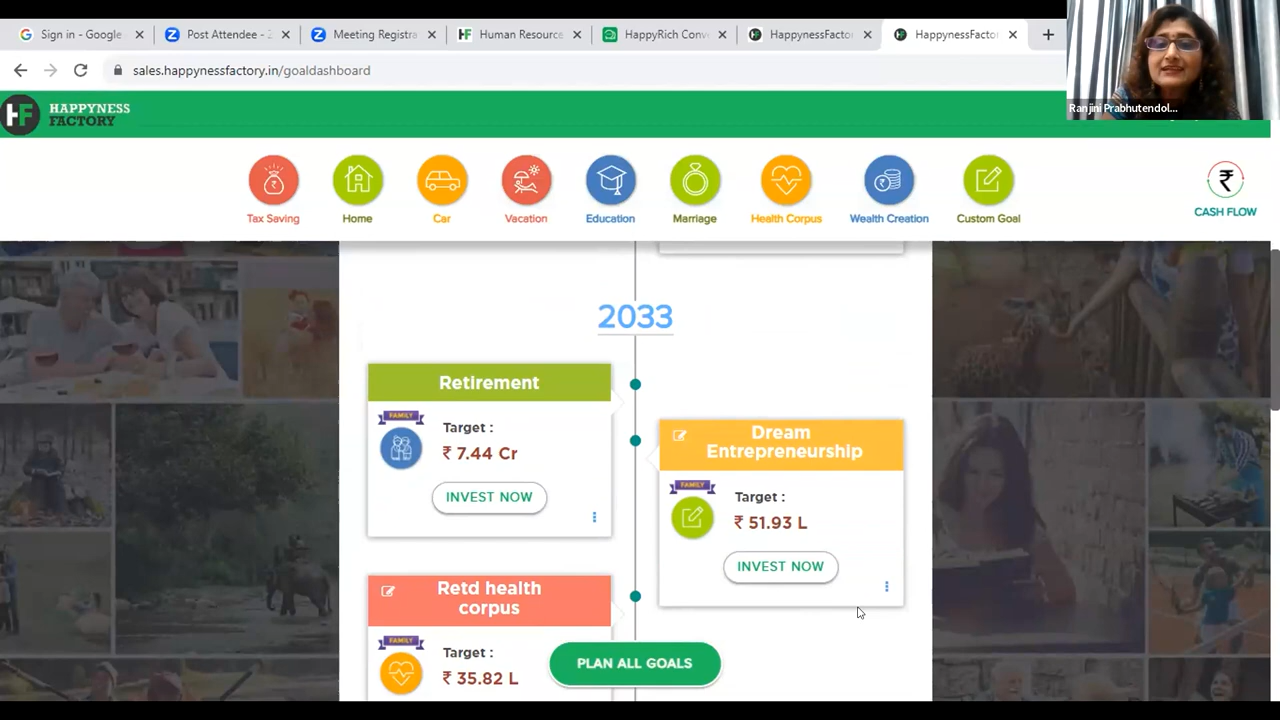 Sign in - Google
Post Attendee - Z
Meeting Registra
Human Resource
HappyRich Conv
HappynessFacto
HappynessFacto
sales.happynessfactory.in/goaldashboard
Ranjini Prabhutendol...
HF HAPPYNESS
FACTORY
Tax Saving
Home
Car
Vacation
Education
Marriage
Health Corpus
Wealth Creation
Custom Goal
₹
CASH FLOW
2033
Retirement
FAMILY
Target :
₹ 7.44 Cr
INVEST NOW
Dream
Entrepreneurship
FAMILY
Target :
₹ 51.93 L
INVEST NOW
Retd health
corpus
FAMILY
Target :
₹ 35.82 L
PLAN ALL GOALS